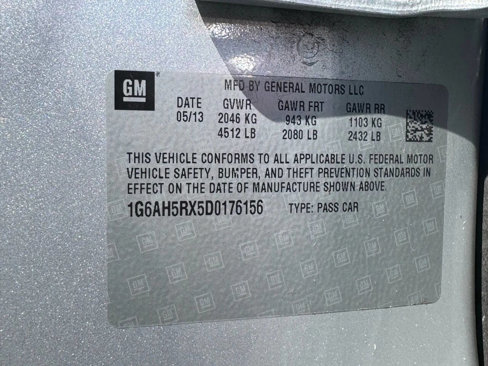 GM
MFD BY GENERAL MOTORS LLC
DATE GVWR GAWR FRT GAWR RR
05/13 2046 KG 943 KG 1103 KG
4512 LB 2080 LB 2432 LB
THIS VEHICLE CONFORMS TO ALL APPLICABLE U.S. FEDERAL MOTOR
VEHICLE SAFETY, BUMPER, AND THEFT PREVENTION STANDARDS IN
EFFECT ON THE DATE OF MANUFACTURE SHOWN ABOVE.
1G6AH5RX5D0176156 TYPE: PASS CAR